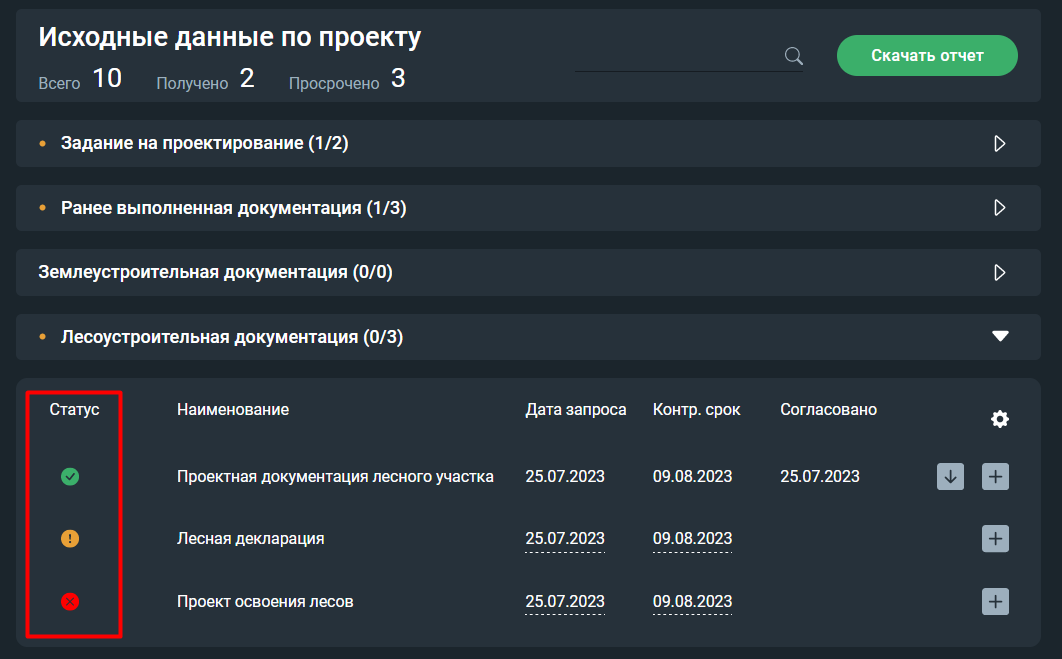 Исходные данные по проекту
Всего 10 Получено 2 Просрочено 3
Скачать отчет
Задание на проектирование (1/2)
Ранее выполненная документация (1/3)
Землеустроительная документация (0/0)
Лесоустроительная документация (0/3)
Статус Наименование Дата запроса Контр. срок Согласовано
Проектная документация лесного участка 25.07.2023 09.08.2023 25.07.2023
Лесная декларация 25.07.2023 09.08.2023
Проект освоения лесов 25.07.2023 09.08.2023